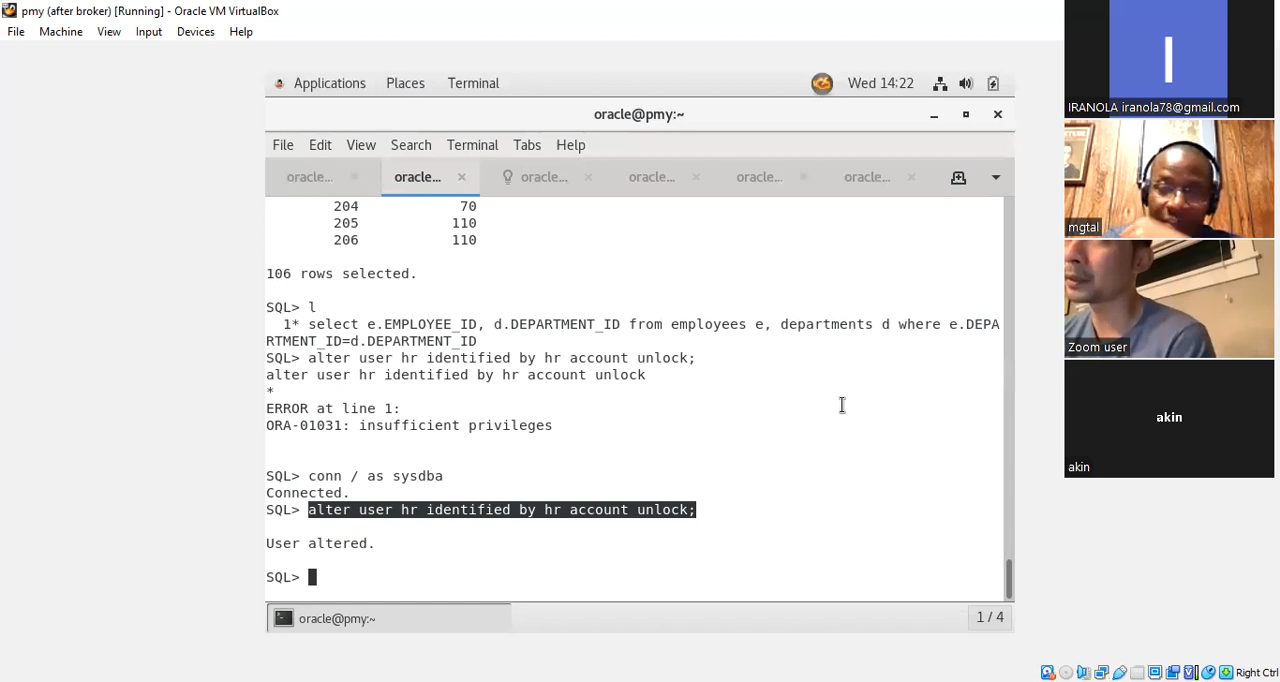 pmy (after broker) [Running] - Oracle VM VirtualBox
File Machine View Input Devices Help
Applications Places Terminal Wed 14:22
oracle@pmy:~
File Edit View Search Terminal Tabs Help
oracle... oracle... oracle... oracle... oracle... oracle...
204 70
205 110
206 110
106 rows selected.
SQL> l
1* select e.EMPLOYEE_ID, d.DEPARTMENT_ID from employees e, departments d where e.DEPA
RTMENT_ID=d.DEPARTMENT_ID
SQL> alter user hr identified by hr account unlock;
alter user hr identified by hr account unlock
*
ERROR at line 1:
ORA-01031: insufficient privileges
SQL> conn / as sysdba
Connected.
SQL> alter user hr identified by hr account unlock;
User altered.
SQL>
oracle@pmy:~ 1 / 4
Right Ctrl
I
IRANOLA iranola78@gmail.com
mgtal
Zoom user
akin
akin